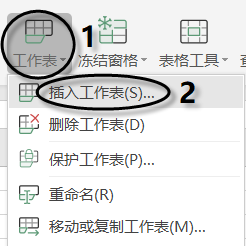 1
工作表 冻结窗格 表格工具
插入工作表(S)... 2
删除工作表(D)
保护工作表(P)...
重命名(R)
移动或复制工作表(M)...